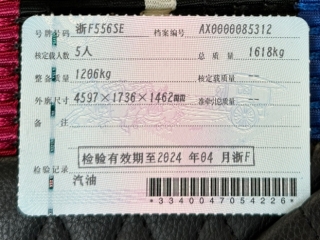 号牌号码 浙F556SE 档案编号 AX0000085312
核定载人数 5人 总质量 1618kg
整备质量 1206kg 核定载质量 --
外廓尺寸 4597×1736×1462mm 准牵引总质量 --
备注
检验有效期至2024 年 04 月浙F
检验记录
汽油
*3340047054226*